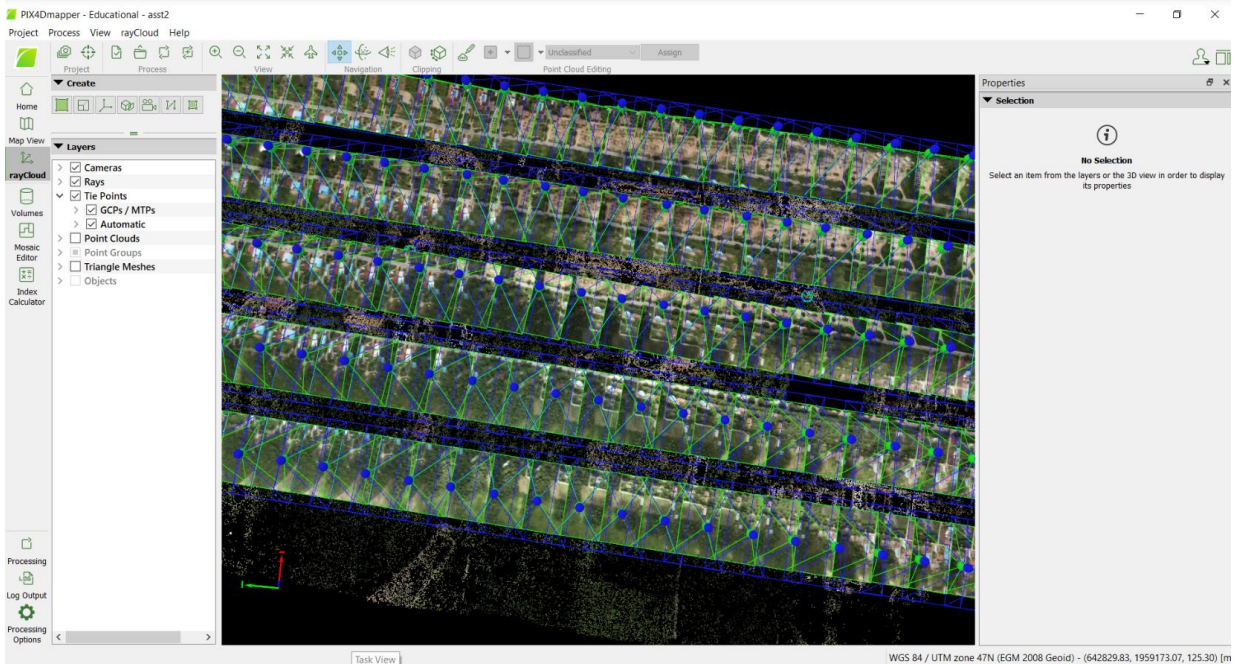 PIX4Dmapper - Educational - asst2
Project Process View rayCloud Help
Unclassified Assign
Project Process View Navigation Clipping Point Cloud Editing
Home
Map View
rayCloud
Volumes
Mosaic
Editor
Index
Calculator
Processing
Log Output
Processing
Options
Create
Layers
Cameras
Rays
Tie Points
GCPs / MTPs
Automatic
Point Clouds
Point Groups
Triangle Meshes
Objects
Properties
Selection
No Selection
Select an item from the layers or the 3D view in order to display
its properties
Task View
WGS 84 / UTM zone 47N (EGM 2008 Geoid) - (642829.83, 1959173.07, 125.30) [m